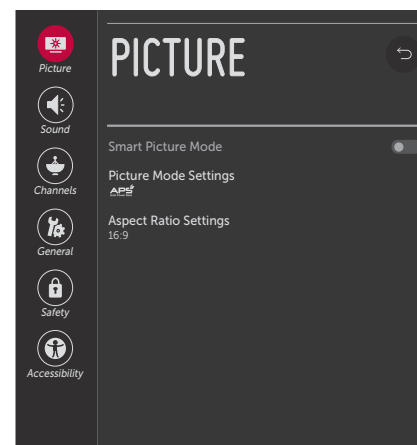 Picture
Sound
Channels
General
Safety
Accessibility
PICTURE
Smart Picture Mode
Picture Mode Settings
APS
Aspect Ratio Settings
16:9